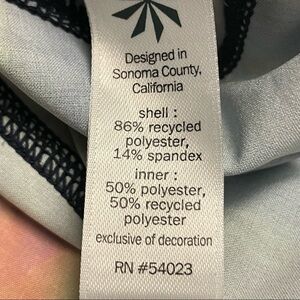 Designed in
Sonoma County,
California
shell :
86% recycled
polyester,
14% spandex
inner :
50% polyester,
50% recycled
polyester
exclusive of decoration
RN #54023